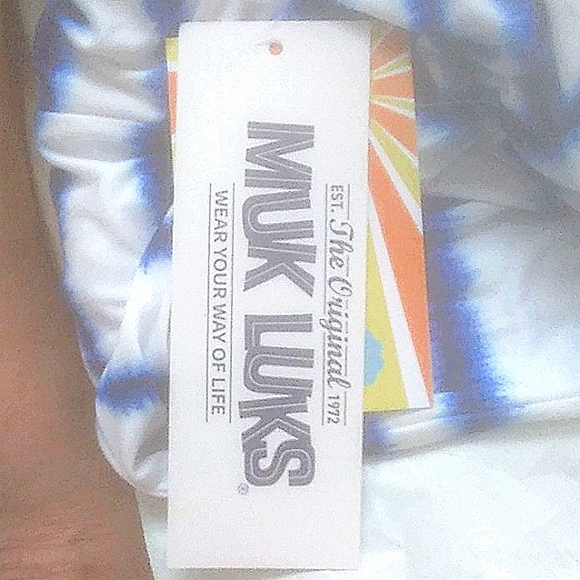 EST. The Original 1972
MUK LUKS®
WEAR YOUR WAY OF LIFE